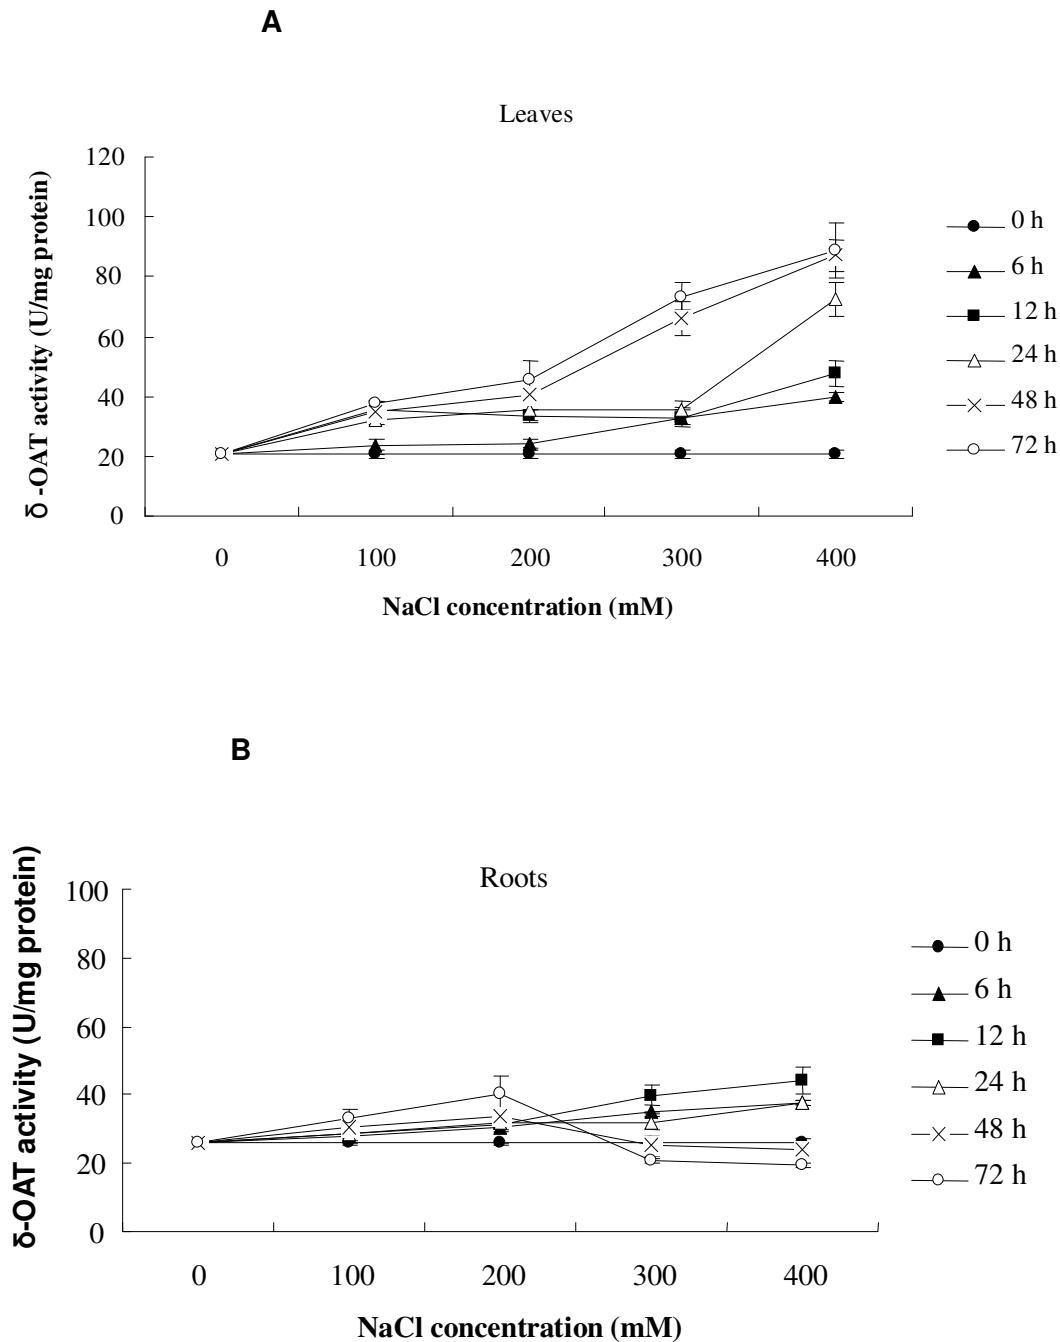 A
Leaves
δ-OAT activity (U/mg protein)
120
100
80
60
40
20
0
0 100 200 300 400
NaCl concentration (mM)
0 h
6 h
12 h
24 h
48 h
72 h
B
Roots
δ-OAT activity (U/mg protein)
100
80
60
40
20
0
0 100 200 300 400
NaCl concentration (mM)
0 h
6 h
12 h
24 h
48 h
72 h